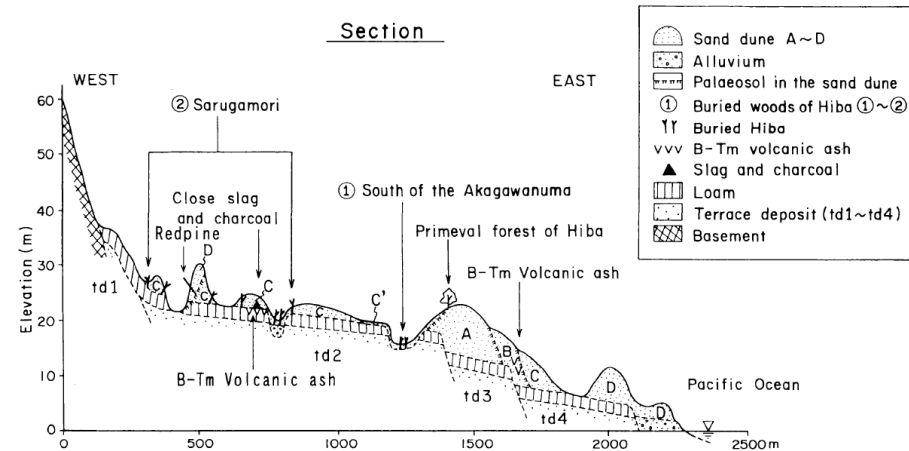 Section
WEST
EAST
② Sarugamori
Close slag
and charcoal
Redpine
① South of the Akagawanuma
Primeval forest of Hiba
B-Tm Volcanic ash
B-Tm Volcanic ash
Pacific Ocean
Elevation (m)
60
50
40
30
20
10
0
0
500
1000
1500
2000
2500m
td1
td2
td3
td4
C
C
D
C
C
C'
A
B
C
D
D
Sand dune A~D
Alluvium
Palaeosol in the sand dune
① Buried woods of Hiba ①~②
Buried Hiba
B-Tm volcanic ash
Slag and charcoal
Loam
Terrace deposit (td1~td4)
Basement